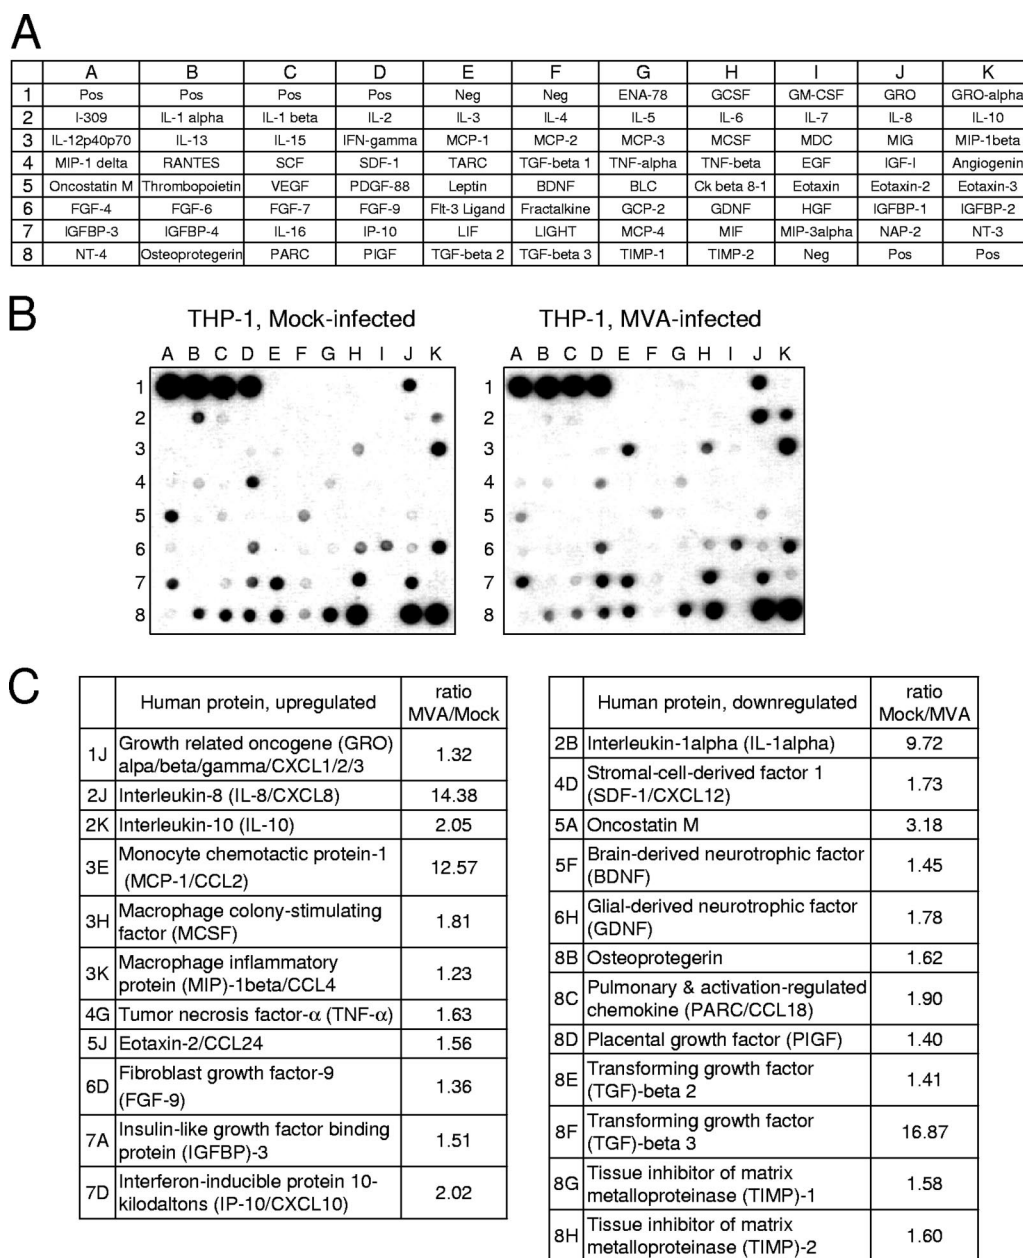 A
A B C D E F G H I J K
1 Pos Pos Pos Pos Neg Neg ENA-78 GCSF GM-CSF GRO GRO-alpha
2 I-309 IL-1 alpha IL-1 beta IL-2 IL-3 IL-4 IL-5 IL-6 IL-7 IL-8 IL-10
3 IL-12p40p70 IL-13 IL-15 IFN-gamma MCP-1 MCP-2 MCP-3 MCSF MDC MIG MIP-1beta
4 MIP-1 delta RANTES SCF SDF-1 TARC TGF-beta 1 TNF-alpha TNF-beta EGF IGF-I Angiogenin
5 Oncostatin M Thrombopoietin VEGF PDGF-88 Leptin BDNF BLC Ck beta 8-1 Eotaxin Eotaxin-2 Eotaxin-3
6 FGF-4 FGF-6 FGF-7 FGF-9 Flt-3 Ligand Fractalkine GCP-2 GDNF HGF IGFBP-1 IGFBP-2
7 IGFBP-3 IGFBP-4 IL-16 IP-10 LIF LIGHT MCP-4 MIF MIP-3alpha NAP-2 NT-3
8 NT-4 Osteoprotegerin PARC PIGF TGF-beta 2 TGF-beta 3 TIMP-1 TIMP-2 Neg Pos Pos
B
THP-1, Mock-infected
A B C D E F G H I J K
1
2
3
4
5
6
7
8
THP-1, MVA-infected
A B C D E F G H I J K
1
2
3
4
5
6
7
8
C
Human protein, upregulated ratio
MVA/Mock
1J Growth related oncogene (GRO)
alpa/beta/gamma/CXCL1/2/3 1.32
2J Interleukin-8 (IL-8/CXCL8) 14.38
2K Interleukin-10 (IL-10) 2.05
3E Monocyte chemotactic protein-1
(MCP-1/CCL2) 12.57
3H Macrophage colony-stimulating
factor (MCSF) 1.81
3K Macrophage inflammatory
protein (MIP)-1beta/CCL4 1.23
4G Tumor necrosis factor-α (TNF-α) 1.63
5J Eotaxin-2/CCL24 1.56
6D Fibroblast growth factor-9
(FGF-9) 1.36
7A Insulin-like growth factor binding
protein (IGFBP)-3 1.51
7D Interferon-inducible protein 10-
kilodaltons (IP-10/CXCL10) 2.02
Human protein, downregulated ratio
Mock/MVA
2B Interleukin-1alpha (IL-1alpha) 9.72
4D Stromal-cell-derived factor 1
(SDF-1/CXCL12) 1.73
5A Oncostatin M 3.18
5F Brain-derived neurotrophic factor
(BDNF) 1.45
6H Glial-derived neurotrophic factor
(GDNF) 1.78
8B Osteoprotegerin 1.62
8C Pulmonary & activation-regulated
chemokine (PARC/CCL18) 1.90
8D Placental growth factor (PIGF) 1.40
8E Transforming growth factor
(TGF)-beta 2 1.41
8F Transforming growth factor
(TGF)-beta 3 16.87
8G Tissue inhibitor of matrix
metalloproteinase (TIMP)-1 1.58
8H Tissue inhibitor of matrix
metalloproteinase (TIMP)-2 1.60